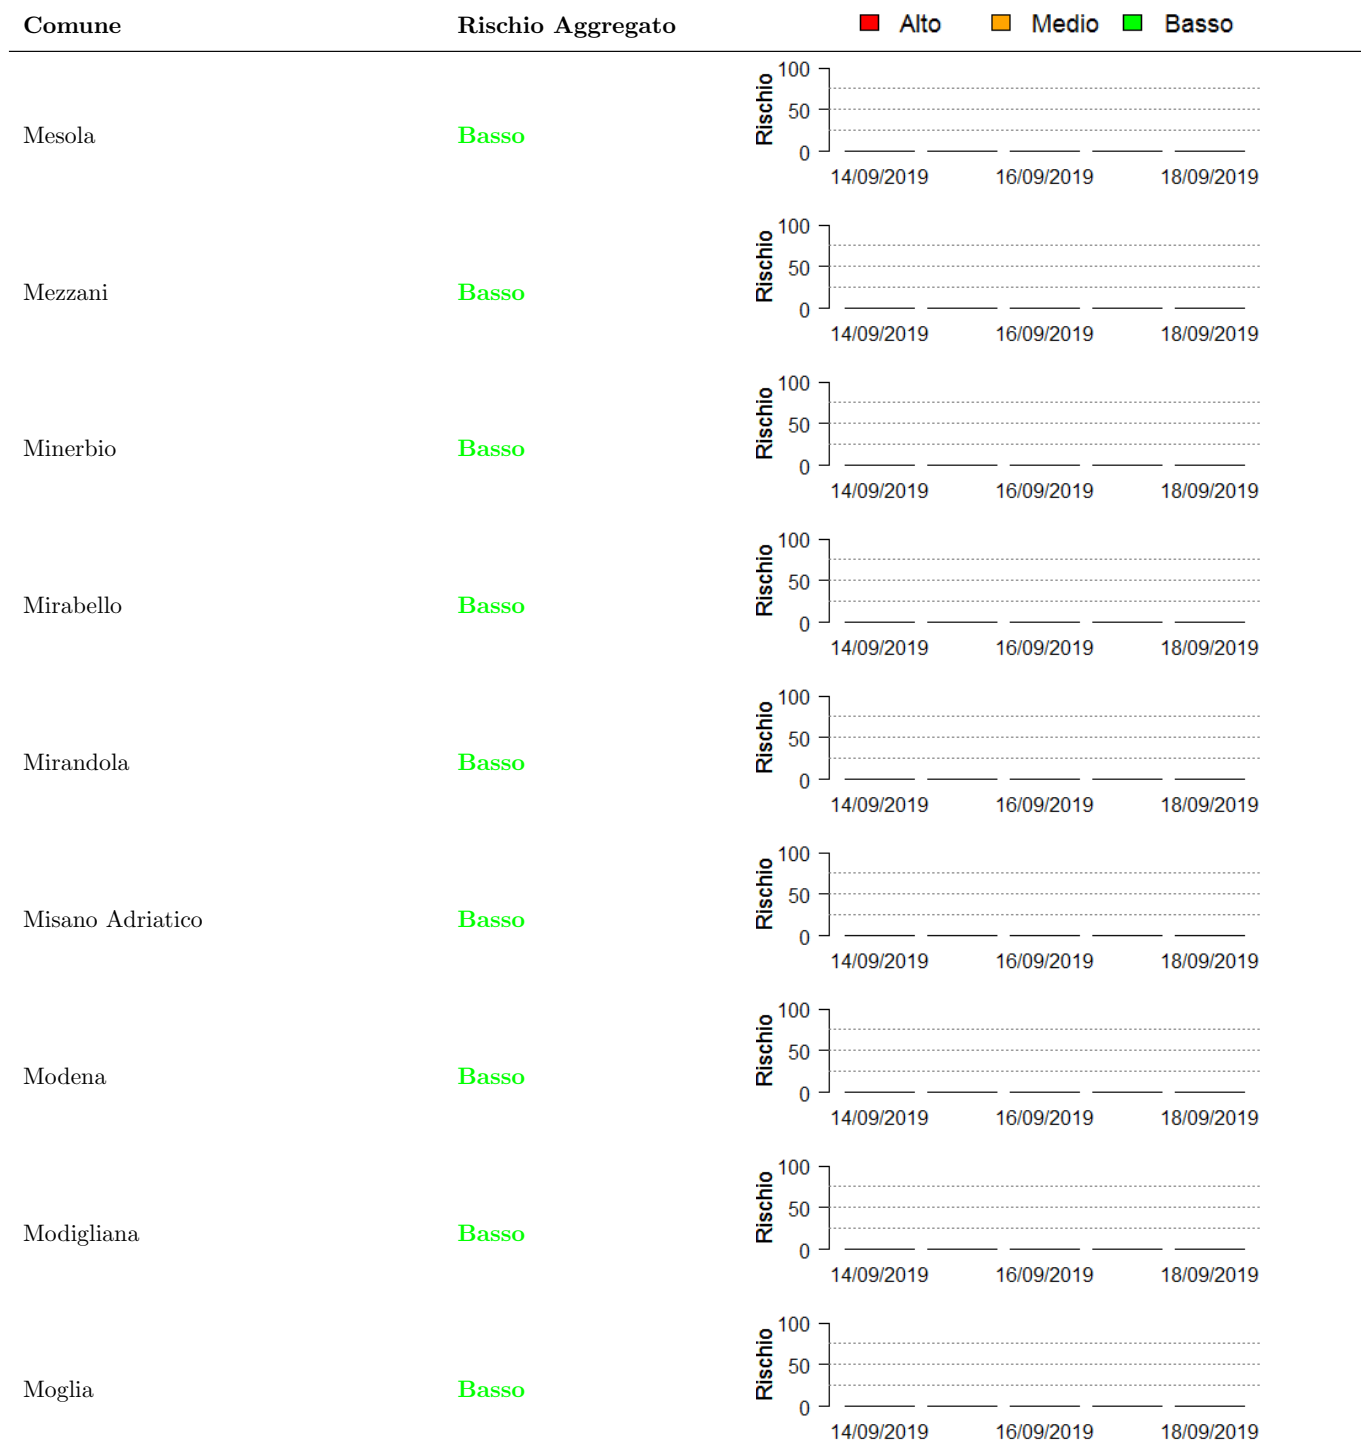 Comune Rischio Aggregato Alto Medio Basso
100
50
0
Rischio
Mesola Basso
14/09/2019 16/09/2019 18/09/2019
100
50
0
Rischio
Mezzani Basso
14/09/2019 16/09/2019 18/09/2019
100
50
0
Rischio
Minerbio Basso
14/09/2019 16/09/2019 18/09/2019
100
50
0
Rischio
Mirabello Basso
14/09/2019 16/09/2019 18/09/2019
100
50
0
Rischio
Mirandola Basso
14/09/2019 16/09/2019 18/09/2019
100
50
0
Rischio
Misano Adriatico Basso
14/09/2019 16/09/2019 18/09/2019
100
50
0
Rischio
Modena Basso
14/09/2019 16/09/2019 18/09/2019
100
50
0
Rischio
Modigliana Basso
14/09/2019 16/09/2019 18/09/2019
100
50
0
Rischio
Moglia Basso
14/09/2019 16/09/2019 18/09/2019